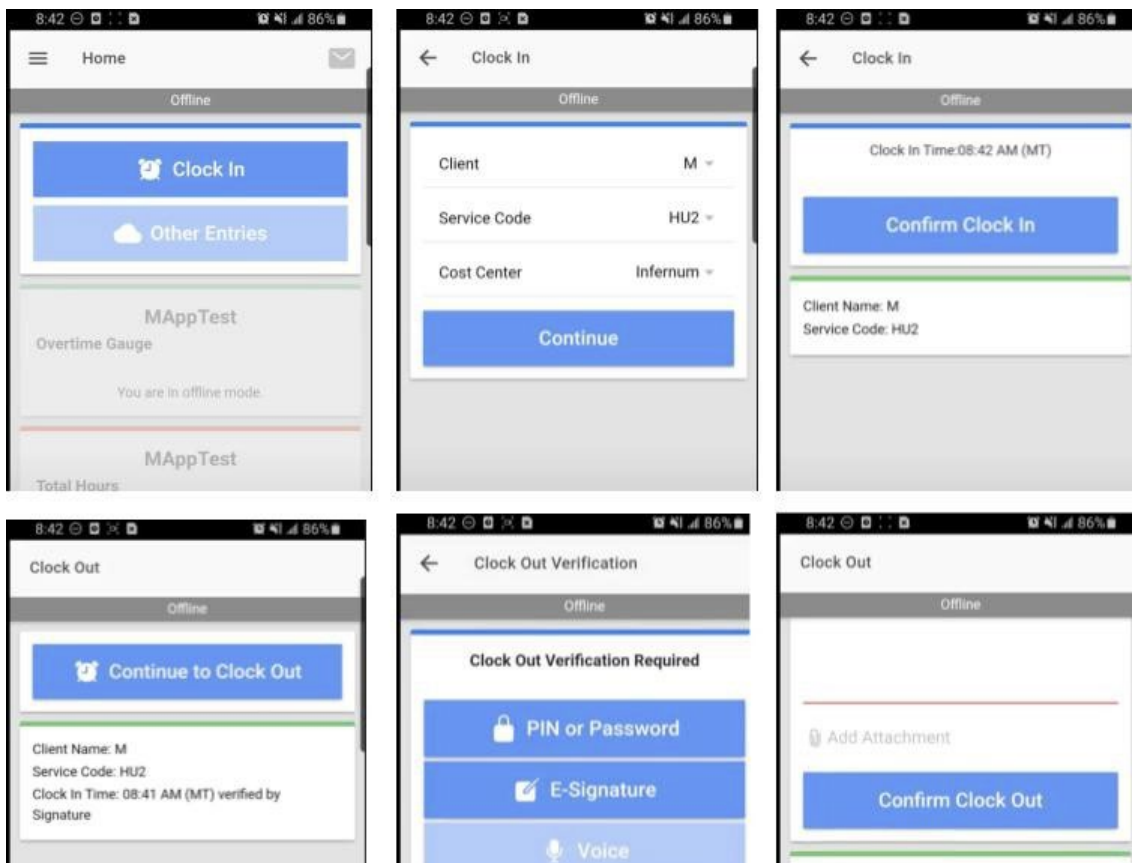 8:42 86%
Home
Offline
Clock In
Other Entries
MAppTest
Overtime Gauge
You are in offline mode.
MAppTest
Total Hours
8:42 86%
Clock In
Offline
Client M
Service Code HU2
Cost Center Infernum
Continue
8:42 86%
Clock In
Offline
Clock In Time:08:42 AM (MT)
Confirm Clock In
Client Name: M
Service Code: HU2
8:42 86%
Clock Out
Offline
Continue to Clock Out
Client Name: M
Service Code: HU2
Clock In Time: 08:41 AM (MT) verified by
Signature
8:42 86%
Clock Out Verification
Offline
Clock Out Verification Required
PIN or Password
E-Signature
Voice
8:42 86%
Clock Out
Offline
Add Attachment
Confirm Clock Out